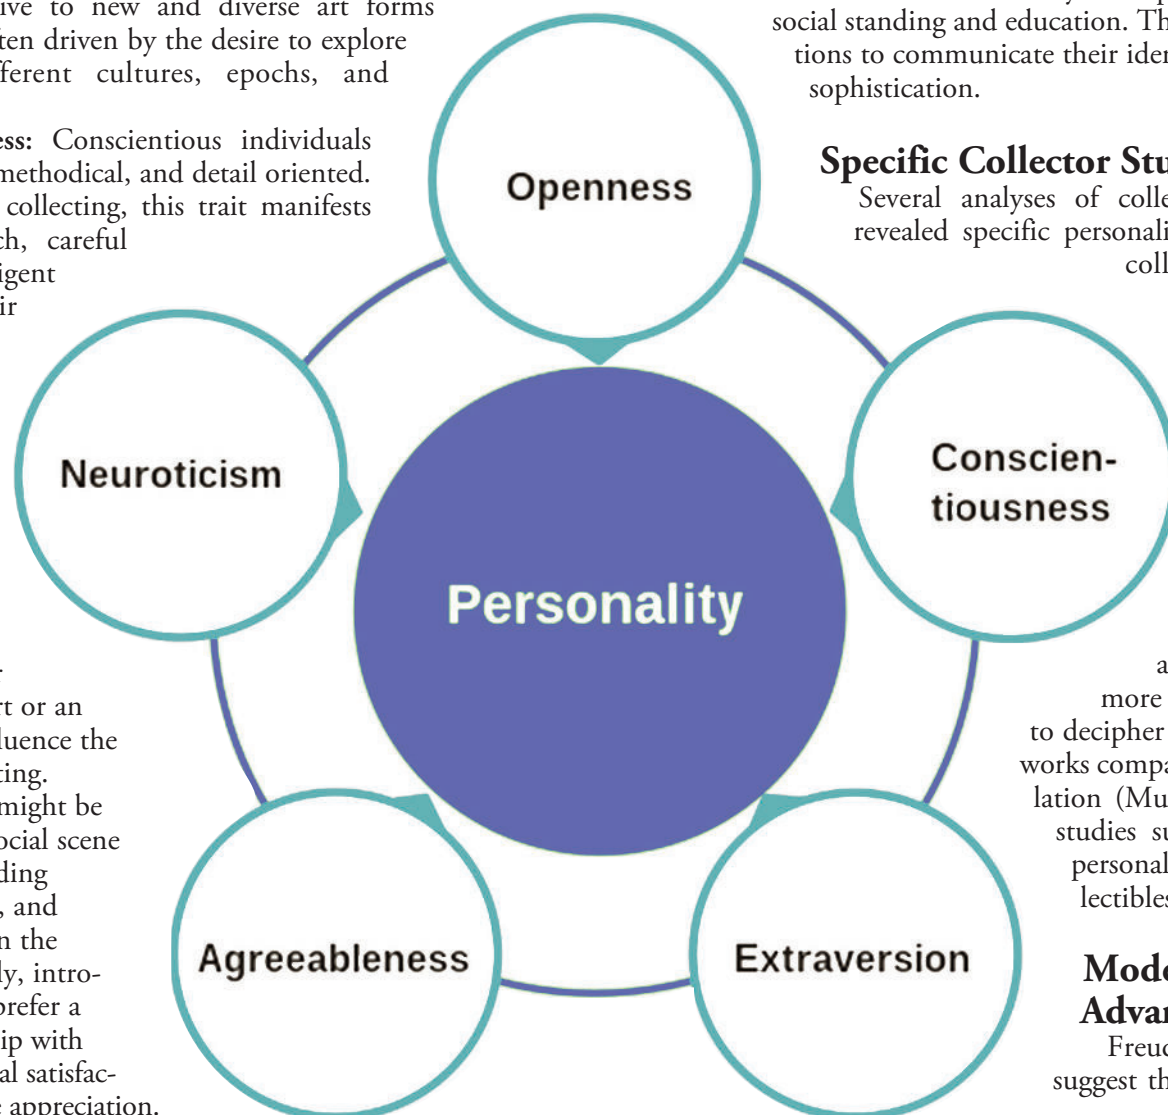 ive to new and diverse art forms
ten driven by the desire to explore
fferent cultures, epochs, and
ess: Conscientious individuals
methodical, and detail oriented.
collecting, this trait manifests
ch, careful
igent
ir
rt or an
luence the
ting.
might be
ocial scene
ding
, and
n the
ly, intro-
prefer a
ip with
al satisfac-
e appreciation.
Openness
Neuroticism
Conscien-
tiousness
Personality
Agreeableness
Extraversion
social standing and education. Th
tions to communicate their iden
sophistication.
Specific Collector Stu
Several analyses of colle
revealed specific personali
coll
a
more
to decipher
works compa
lation (Mu
studies su
personal
lectibles
Mode
Advan
Freud
suggest th